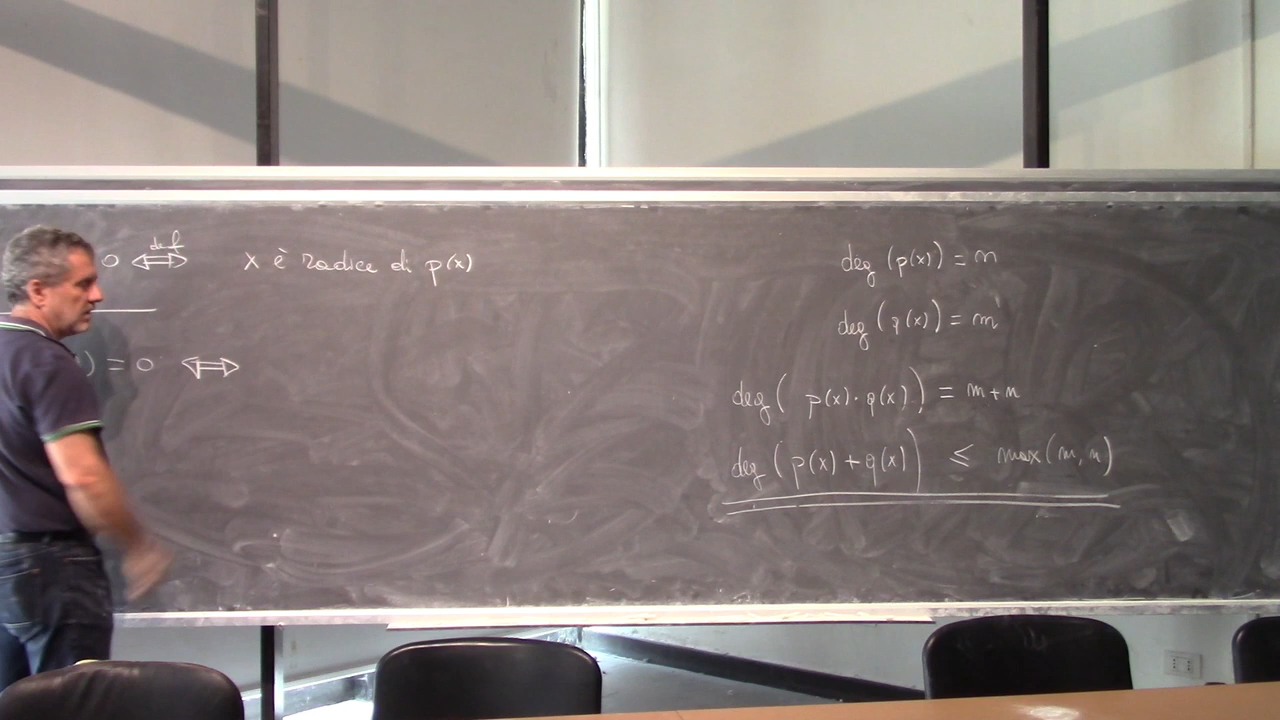 0 ⟺ def x è radice di p(x)
) = 0 ⟺
deg (p(x)) = n
deg (q(x)) = m
deg ( p(x)·q(x)) = m+n
deg ( p(x)+q(x)) ≤ max(m,n)